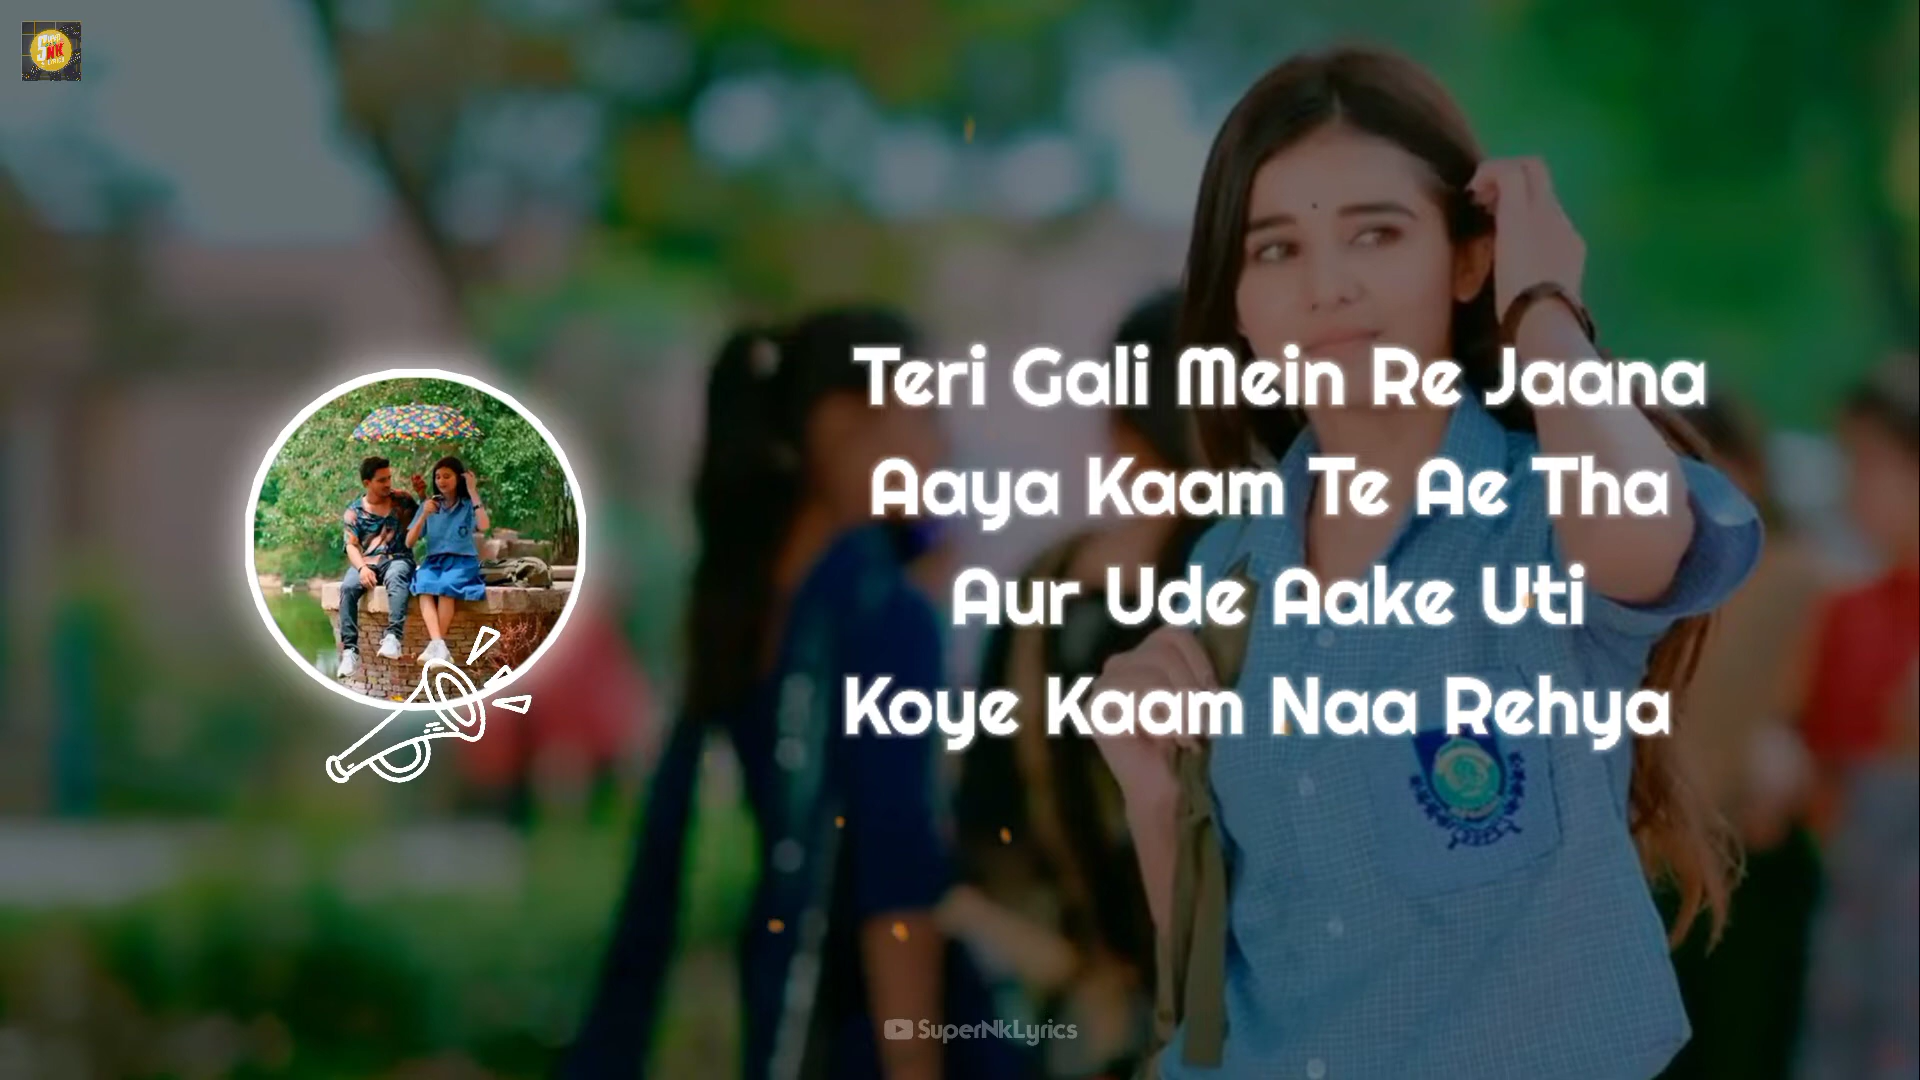 5NK
Teri Gali Mein Re Jaana
Aaya Kaam Te Ae Tha
Aur Ude Aake Uti
Koye Kaam Naa Rehya
SuperNkLyrics